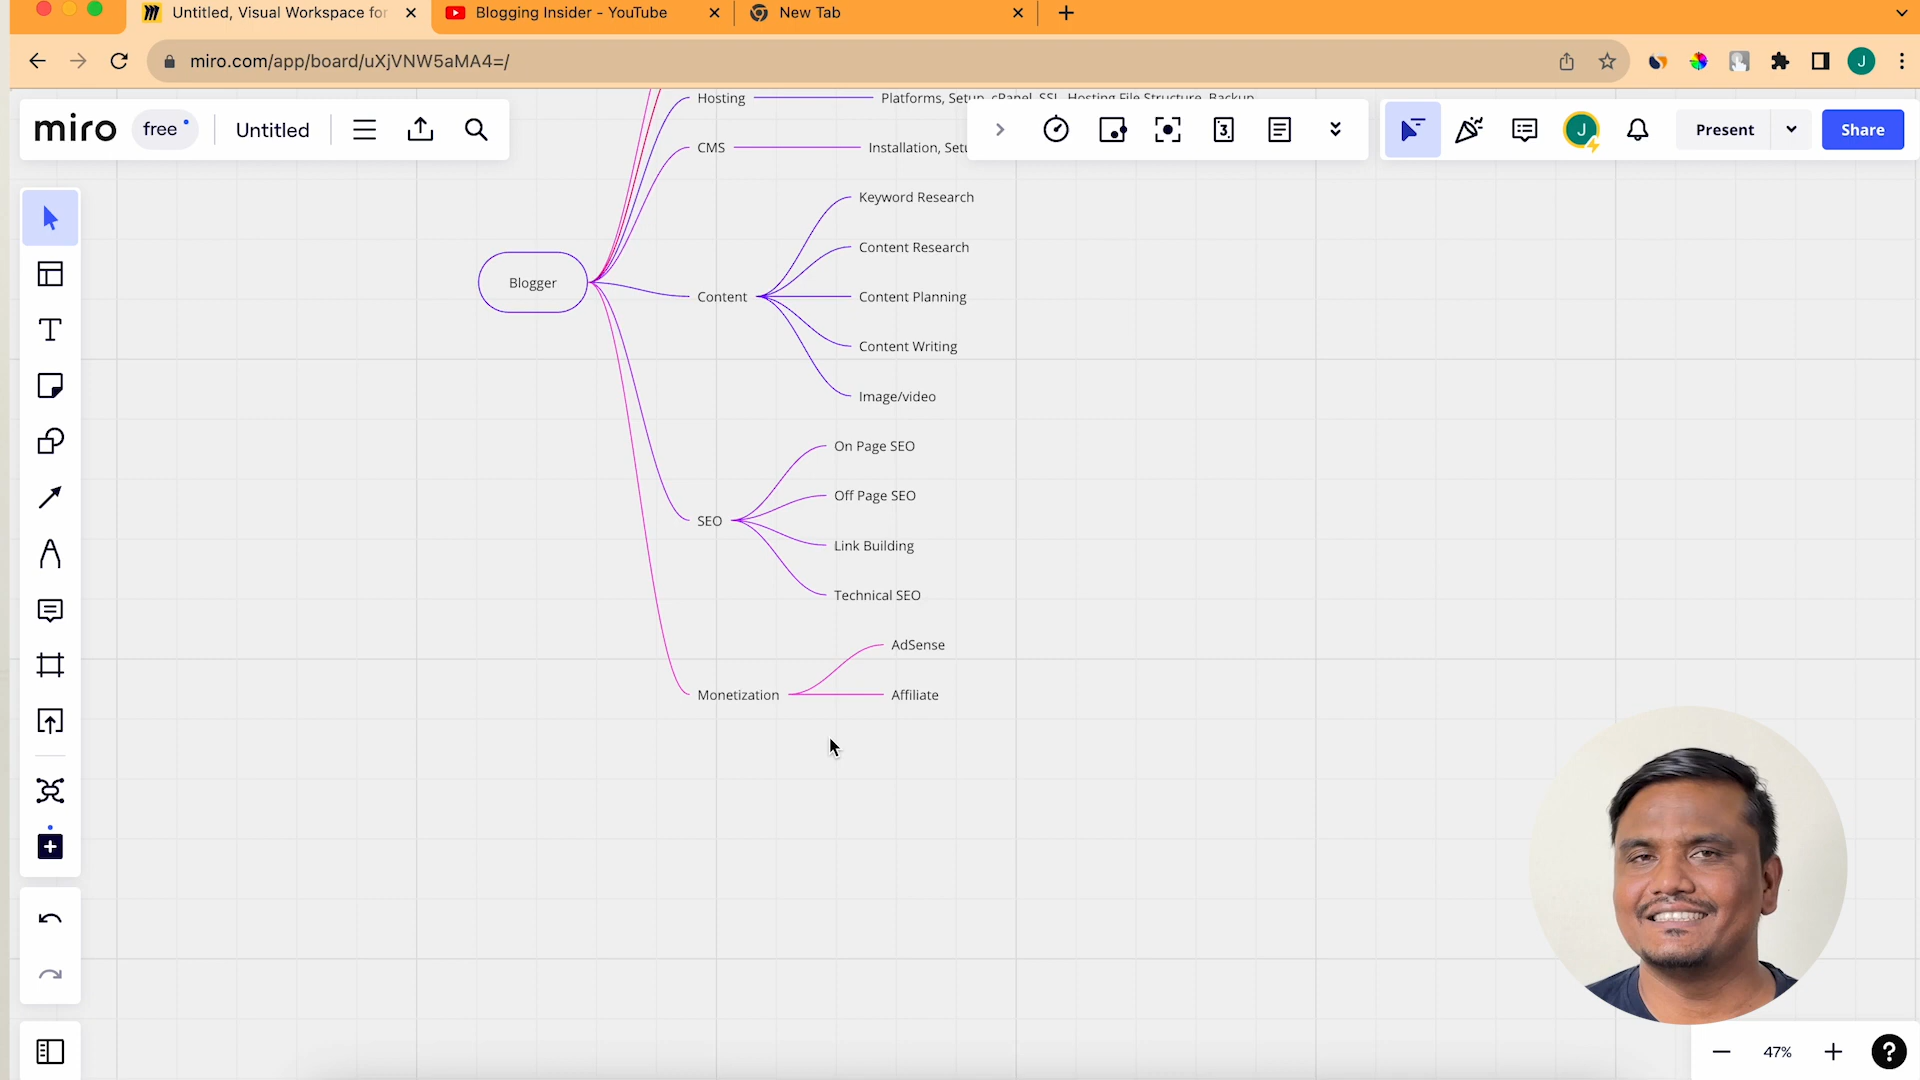 Untitled, Visual Workspace for
Blogging Insider - YouTube
New Tab
miro.com/app/board/uXjVNW5aMA4=/
J
miro
free
Untitled
3
J
Present
Share
Hosting
Platforms, Setup, cPanel, SSL, Hosting File Structure, Backup
CMS
Installation, Setu
Keyword Research
Content Research
Blogger
Content
Content Planning
Content Writing
Image/video
On Page SEO
Off Page SEO
SEO
Link Building
Technical SEO
AdSense
Monetization
Affiliate
47%
?